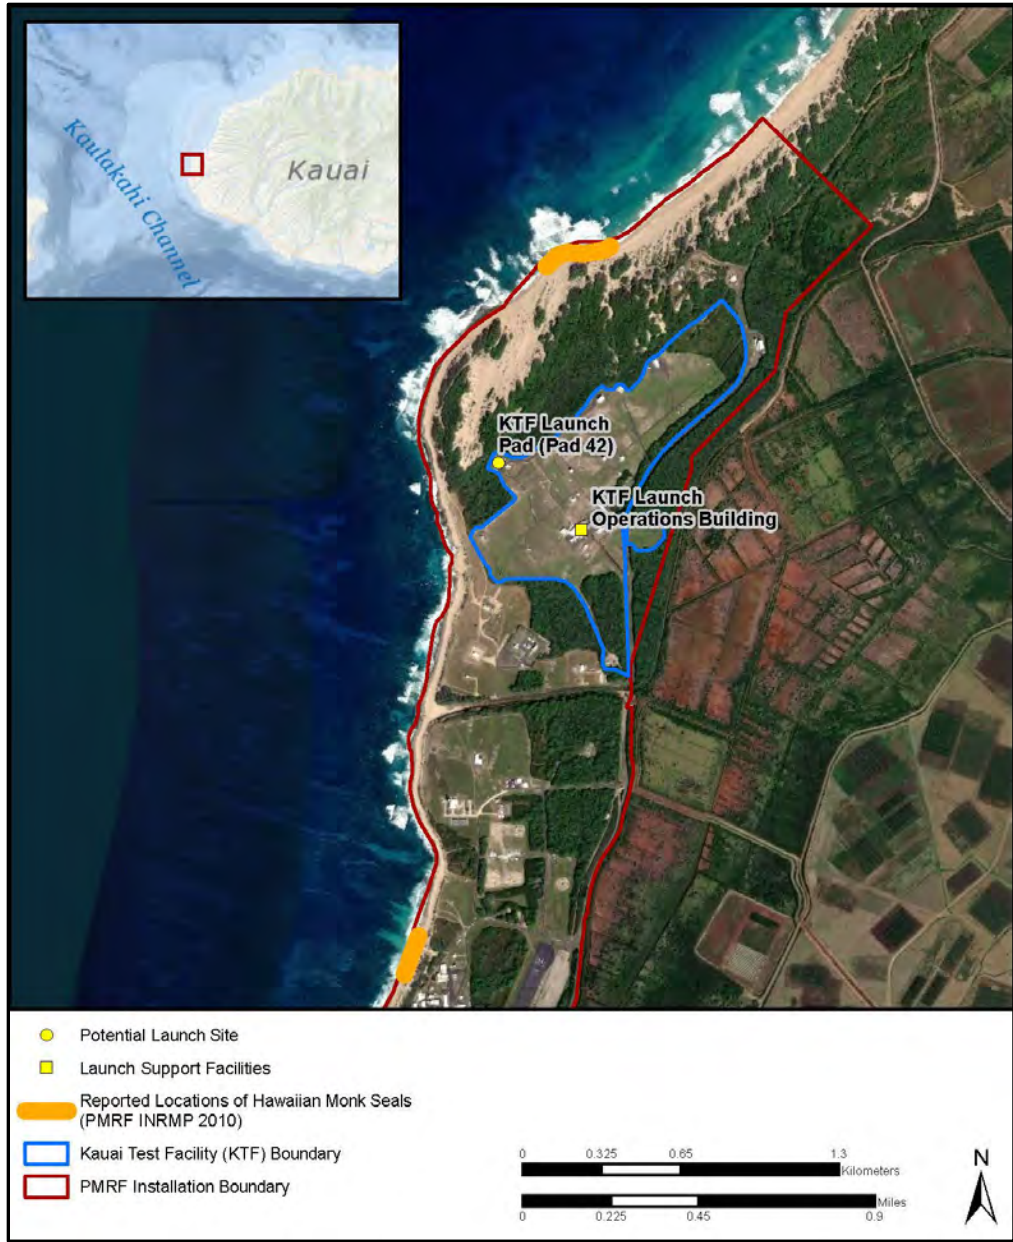 Kaulakahi Channel
Kauai
KTF Launch
Pad (Pad 42)
KTF Launch
Operations Building
Potential Launch Site
Launch Support Facilities
Reported Locations of Hawaiian Monk Seals
(PMRF INRMP 2010)
Kauai Test Facility (KTF) Boundary
PMRF Installation Boundary
0 0.325 0.65 1.3
Kilometers
Miles
0 0.225 0.45 0.9
N